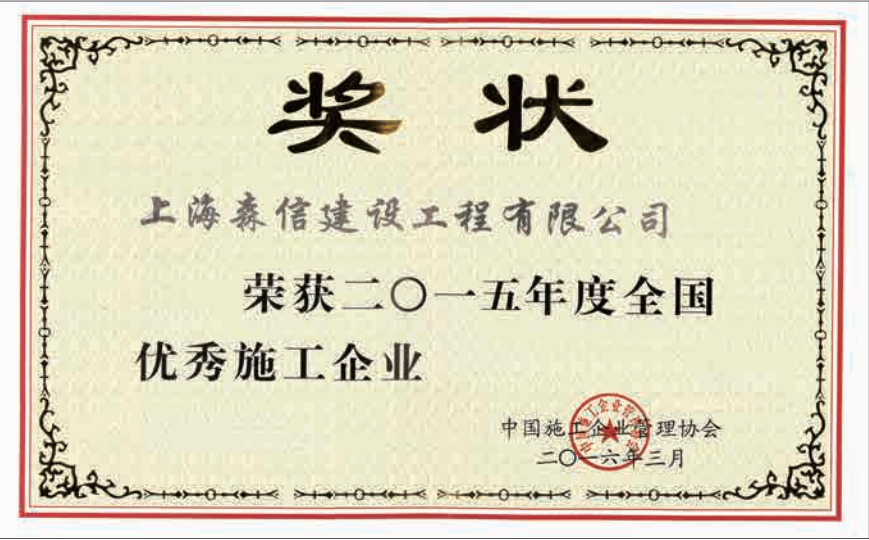 奖状
上海森信建设工程有限公司
荣获二〇一五年度全国
优秀施工企业
中国施工企业管理协会
二〇一六年三月